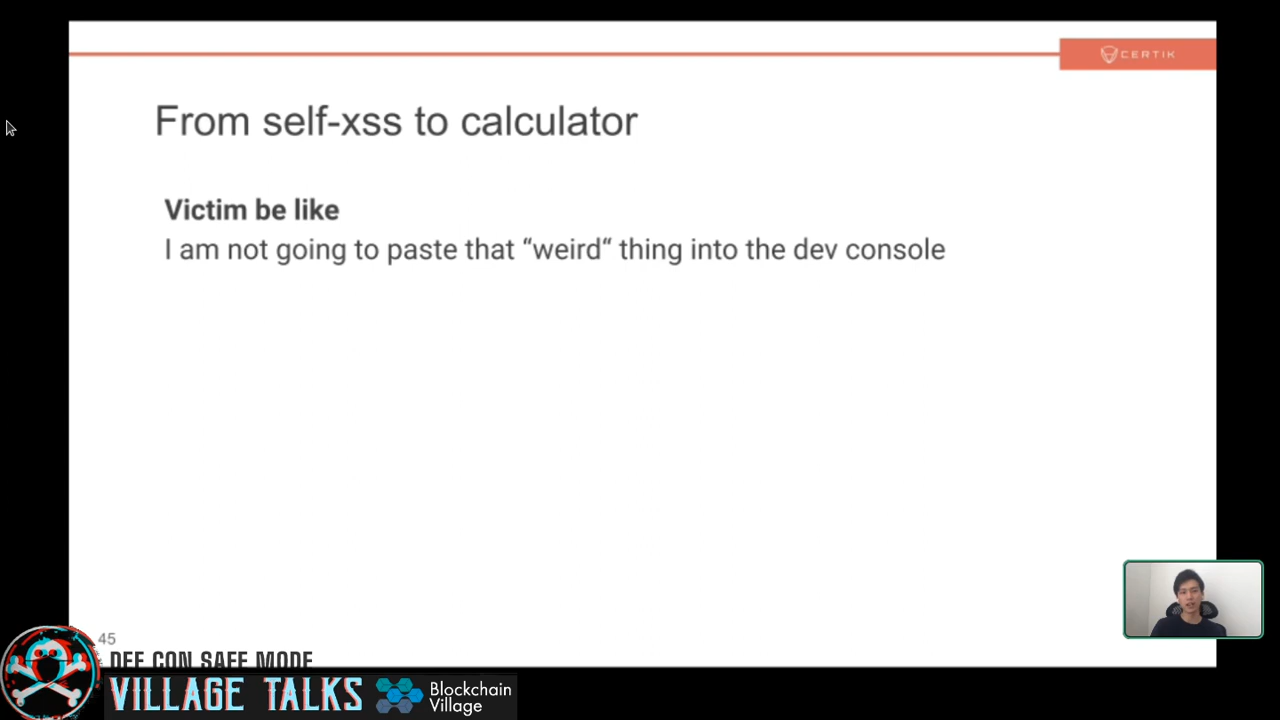 CERTIK
From self-xss to calculator
Victim be like
I am not going to paste that “weird“ thing into the dev console
45
DEF CON SAFE MODE
VILLAGE TALKS
Blockchain
Village